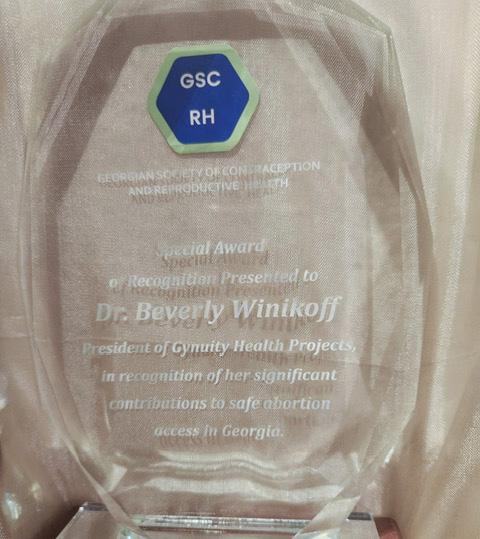 GSC
RH
GEORGIAN SOCIETY OF CONTRACEPTION
AND REPRODUCTIVE HEALTH
Special Award
of Recognition Presented to
Dr. Beverly Winikoff
President of Gynuity Health Projects,
in recognition of her significant
contributions to safe abortion
access in Georgia.